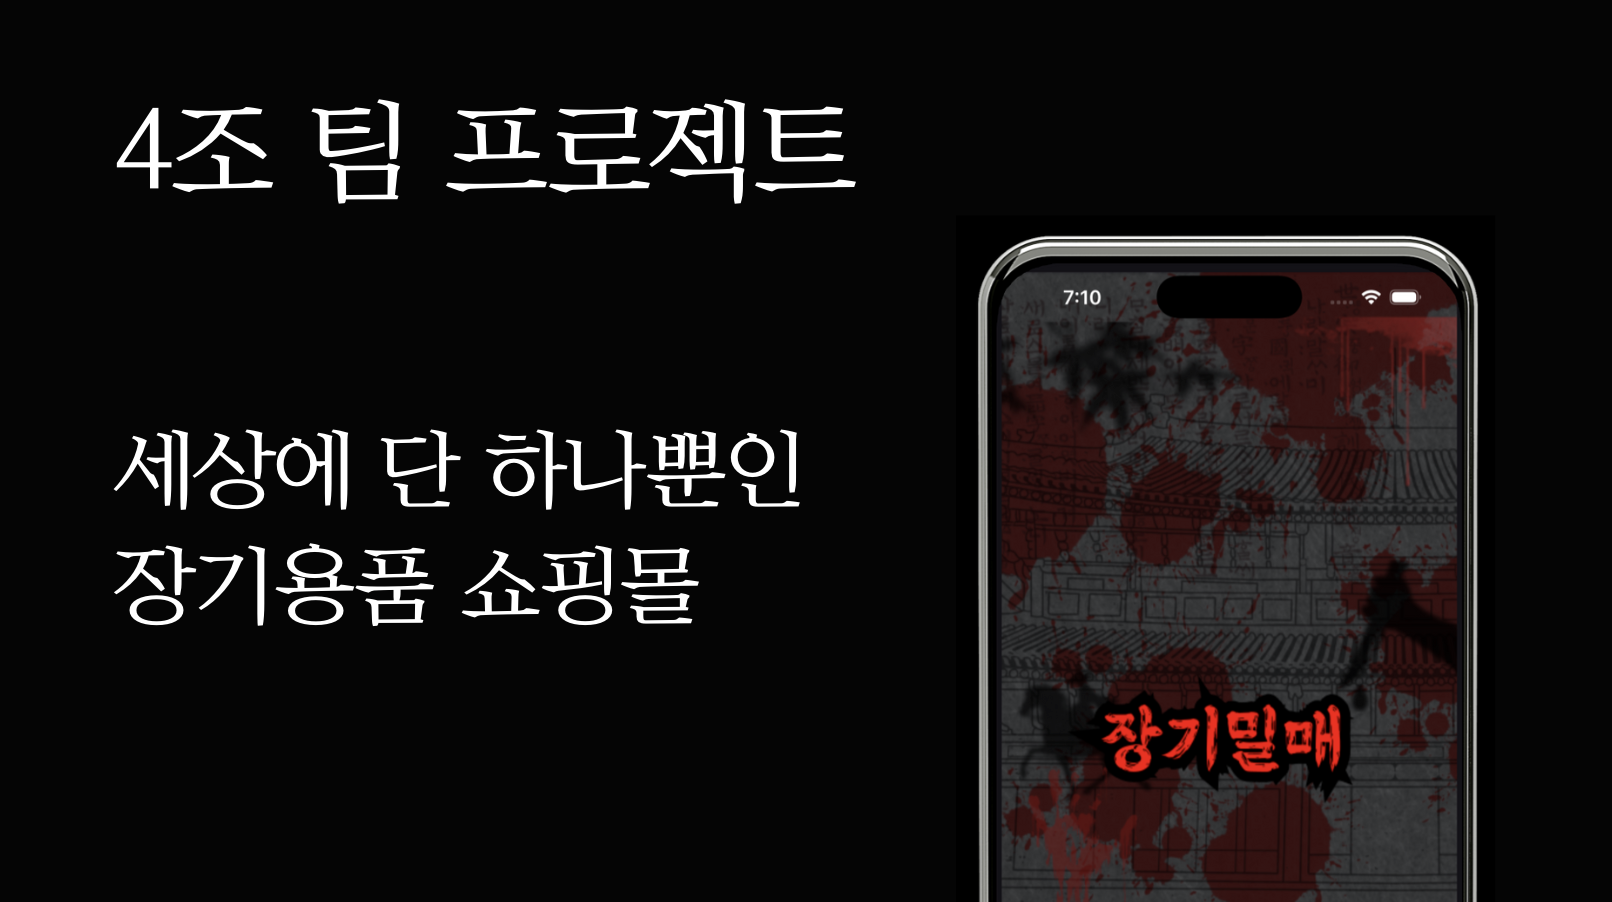 4조 팀 프로젝트
세상에 단 하나뿐인
장기용품 쇼핑몰
7:10
장기밀매